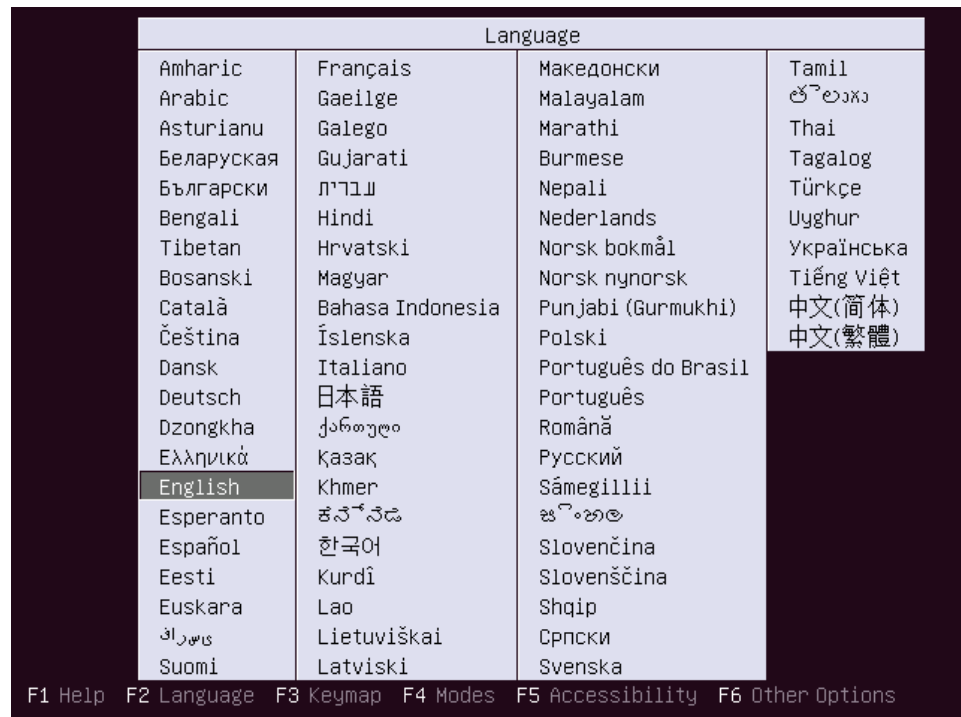 Language
Amharic
Arabic
Asturianu
Беларуская
Български
Bengali
Tibetan
Bosanski
Català
Čeština
Dansk
Deutsch
Dzongkha
Ελληνικά
English
Esperanto
Español
Eesti
Euskara
فارسی
Suomi
Français
Gaeilge
Galego
Gujarati
עברית
Hindi
Hrvatski
Magyar
Bahasa Indonesia
Íslenska
Italiano
日本語
ქართული
Қазақ
Khmer
ಕನ್ನಡ
한국어
Kurdî
Lao
Lietuviškai
Latviski
Македонски
Malayalam
Marathi
Burmese
Nepali
Nederlands
Norsk bokmål
Norsk nynorsk
Punjabi (Gurmukhi)
Polski
Português do Brasil
Português
Română
Русский
Sámegillii
සිංහල
Slovenčina
Slovenščina
Shqip
Српски
Svenska
Tamil
తెలుగు
Thai
Tagalog
Türkçe
Uyghur
Українська
Tiếng Việt
中文(简体)
中文(繁體)
F1 Help F2 Language F3 Keymap F4 Modes F5 Accessibility F6 Other Options